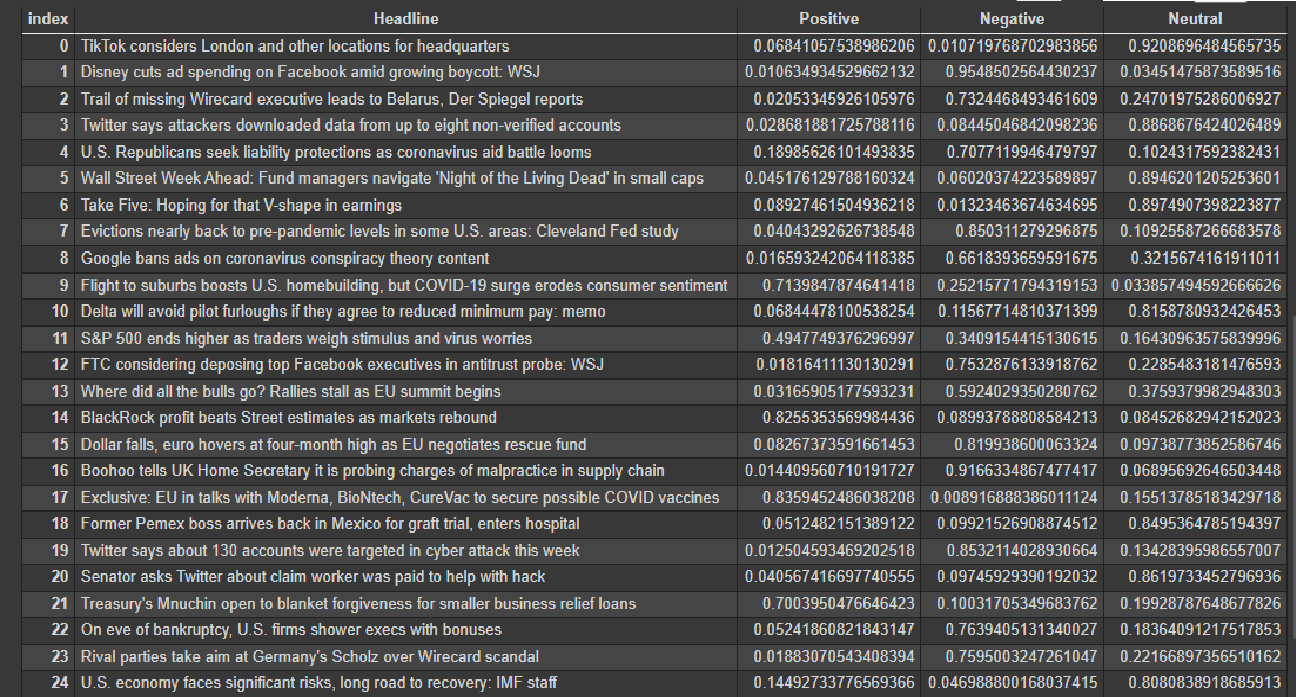 index Headline Positive Negative Neutral
0 TikTok considers London and other locations for headquarters 0.06841057538986206 0.010719768702983856 0.9208696484565735
1 Disney cuts ad spending on Facebook amid growing boycott: WSJ 0.010634934529662132 0.9548502564430237 0.03451475873589516
2 Trail of missing Wirecard executive leads to Belarus, Der Spiegel reports 0.02053345926105976 0.7324468493461609 0.24701975286006927
3 Twitter says attackers downloaded data from up to eight non-verified accounts 0.028681881725788116 0.08445046842098236 0.8868676424026489
4 U.S. Republicans seek liability protections as coronavirus aid battle looms 0.18985626101493835 0.7077119946479797 0.1024317592382431
5 Wall Street Week Ahead: Fund managers navigate 'Night of the Living Dead' in small caps 0.045176129788160324 0.06020374223589897 0.8946201205253601
6 Take Five: Hoping for that V-shape in earnings 0.08927461504936218 0.01323463674634695 0.8974907398223877
7 Evictions nearly back to pre-pandemic levels in some U.S. areas: Cleveland Fed study 0.04043292626738548 0.850311279296875 0.10925587266683578
8 Google bans ads on coronavirus conspiracy theory content 0.016593242064118385 0.6618393659591675 0.3215674161911011
9 Flight to suburbs boosts U.S. homebuilding, but COVID-19 surge erodes consumer sentiment 0.7139847874641418 0.25215771794319153 0.033857494592666626
10 Delta will avoid pilot furloughs if they agree to reduced minimum pay: memo 0.06844478100538254 0.11567714810371399 0.8158780932426453
11 S&P 500 ends higher as traders weigh stimulus and virus worries 0.4947749376296997 0.3409154415130615 0.16430963575839996
12 FTC considering deposing top Facebook executives in antitrust probe: WSJ 0.01816411130130291 0.7532876133918762 0.2285483181476593
13 Where did all the bulls go? Rallies stall as EU summit begins 0.03165905177593231 0.5924029350280762 0.3759379982948303
14 BlackRock profit beats Street estimates as markets rebound 0.8255353569984436 0.08993788808584213 0.08452682942152023
15 Dollar falls, euro hovers at four-month high as EU negotiates rescue fund 0.08267373591661453 0.819938600063324 0.09738773852586746
16 Boohoo tells UK Home Secretary it is probing charges of malpractice in supply chain 0.014409560710191727 0.9166334867477417 0.06895692646503448
17 Exclusive: EU in talks with Moderna, BioNtech, CureVac to secure possible COVID vaccines 0.8359452486038208 0.008916888386011124 0.15513785183429718
18 Former Pemex boss arrives back in Mexico for graft trial, enters hospital 0.0512482151389122 0.09921526908874512 0.8495364785194397
19 Twitter says about 130 accounts were targeted in cyber attack this week 0.012504593469202518 0.8532114028930664 0.13428395986557007
20 Senator asks Twitter about claim worker was paid to help with hack 0.040567416697740555 0.09745929390192032 0.8619733452796936
21 Treasury's Mnuchin open to blanket forgiveness for smaller business relief loans 0.7003950476646423 0.10031705349683762 0.19928787648677826
22 On eve of bankruptcy, U.S. firms shower execs with bonuses 0.05241860821843147 0.7639405131340027 0.18364091217517853
23 Rival parties take aim at Germany's Scholz over Wirecard scandal 0.01883070543408394 0.7595003247261047 0.22166897356510162
24 U.S. economy faces significant risks, long road to recovery: IMF staff 0.14492733776569366 0.046988800168037415 0.8080838918685913